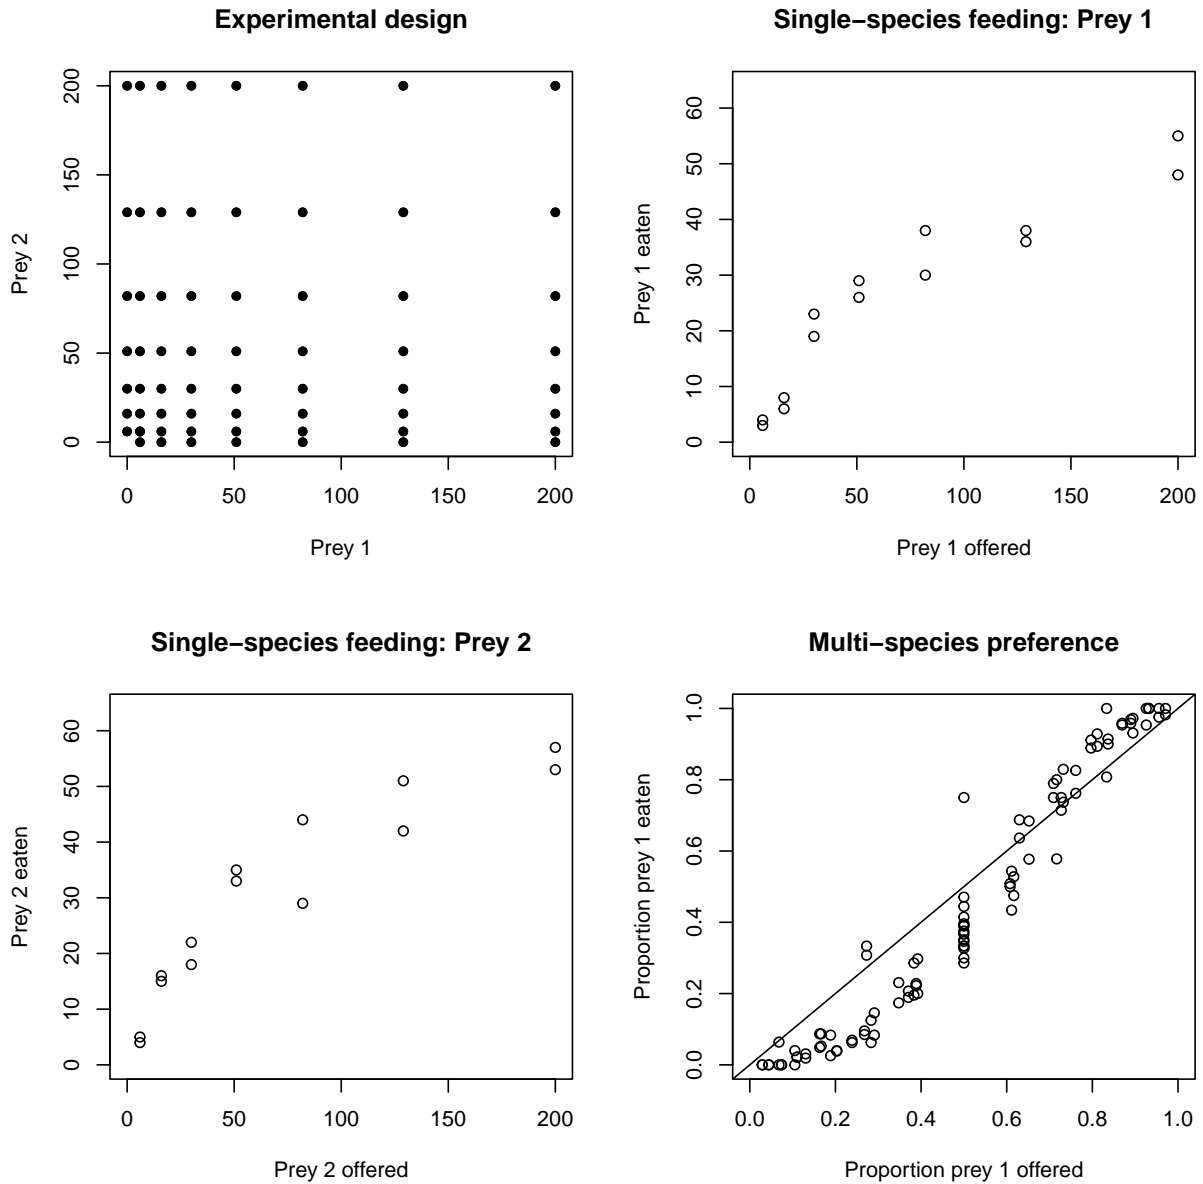 Experimental design
200
150
100
50
0
Prey 2
0 50 100 150 200
Prey 1
Single−species feeding: Prey 1
60
50
40
30
20
10
0
Prey 1 eaten
0 50 100 150 200
Prey 1 offered
Single−species feeding: Prey 2
60
50
40
30
20
10
0
Prey 2 eaten
0 50 100 150 200
Prey 2 offered
Multi−species preference
1.0
0.8
0.6
0.4
0.2
0.0
Proportion prey 1 eaten
0.0 0.2 0.4 0.6 0.8 1.0
Proportion prey 1 offered